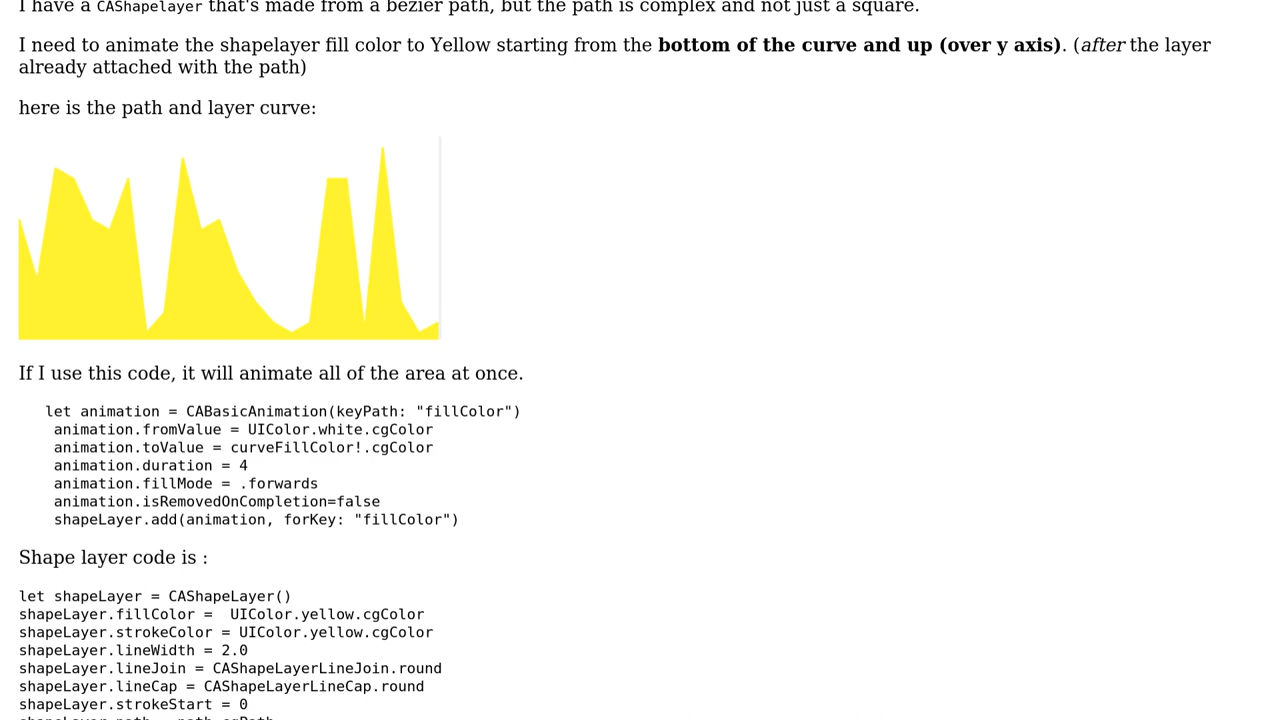 I have a CAShapelayer that's made from a bezier path, but the path is complex and not just a square.
I need to animate the shapelayer fill color to Yellow starting from the bottom of the curve and up (over y axis). (after the layer
already attached with the path)
here is the path and layer curve:
If I use this code, it will animate all of the area at once.
let animation = CABasicAnimation(keyPath: "fillColor")
animation.fromValue = UIColor.white.cgColor
animation.toValue = curveFillColor!.cgColor
animation.duration = 4
animation.fillMode = .forwards
animation.isRemovedOnCompletion=false
shapeLayer.add(animation, forKey: "fillColor")
Shape layer code is :
let shapeLayer = CAShapeLayer()
shapeLayer.fillColor =  UIColor.yellow.cgColor
shapeLayer.strokeColor = UIColor.yellow.cgColor
shapeLayer.lineWidth = 2.0
shapeLayer.lineJoin = CAShapeLayerLineJoin.round
shapeLayer.lineCap = CAShapeLayerLineCap.round
shapeLayer.strokeStart = 0